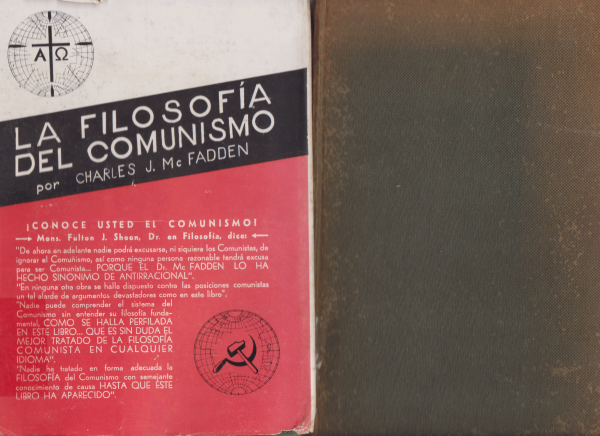 A Ω
LA FILOSOFÍA
DEL COMUNISMO
por CHARLES J. Mc FADDEN
¡CONOCE USTED EL COMUNISMO!
Mons. Fulton J. Sheen, Dr. en Filosofía, dice:
"De ahora en adelante nadie podrá excusarse, ni siquiera los Comunistas, de
ignorar el Comunismo, así como ninguna persona razonable tendrá excusa
para ser Comunista... PORQUE EL Dr. Mc FADDEN LO HA
HECHO SINONIMO DE ANTIRRACIONAL".
"En ninguna otra obra se halla dispuesto contra las posiciones comunistas
un tal alarde de argumentos devastadores como en este libro".
"Nadie puede comprender el sistema del
Comunismo sin entender su filosofía funda-
mental, COMO SE HALLA PERFILADA
EN ESTE LIBRO... QUE ES SIN DUDA EL
MEJOR TRATADO DE LA FILOSOFÍA
COMUNISTA EN CUALQUIER
IDIOMA".
"Nadie ha tratado en forma adecuada la
FILOSOFÍA del Comunismo con semejante
conocimiento de causa HASTA QUE ESTE
LIBRO HA APARECIDO".